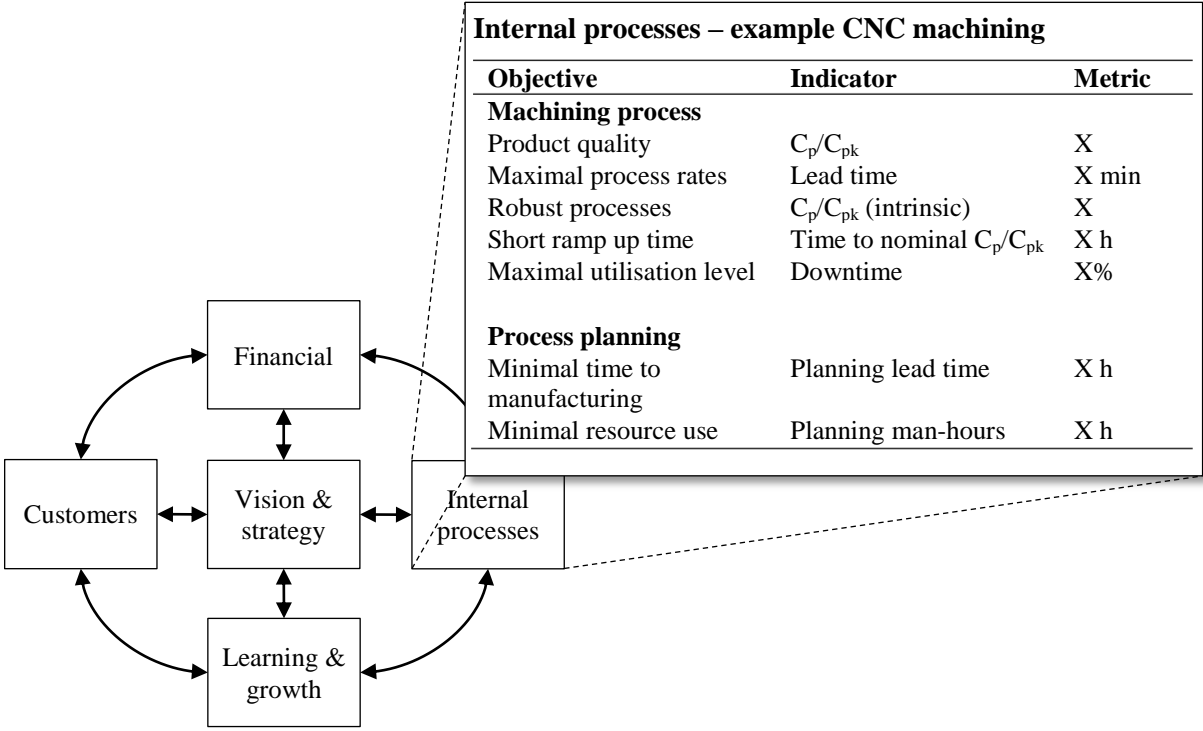 Internal processes – example CNC machining
Objective Indicator Metric
Machining process
Product quality Cp/Cpk X
Maximal process rates Lead time X min
Robust processes Cp/Cpk (intrinsic) X
Short ramp up time Time to nominal Cp/Cpk X h
Maximal utilisation level Downtime X%
Process planning
Minimal time to Planning lead time X h
manufacturing
Minimal resource use Planning man-hours X h
Financial
Customers
Vision &
strategy
Internal
processes
Learning &
growth